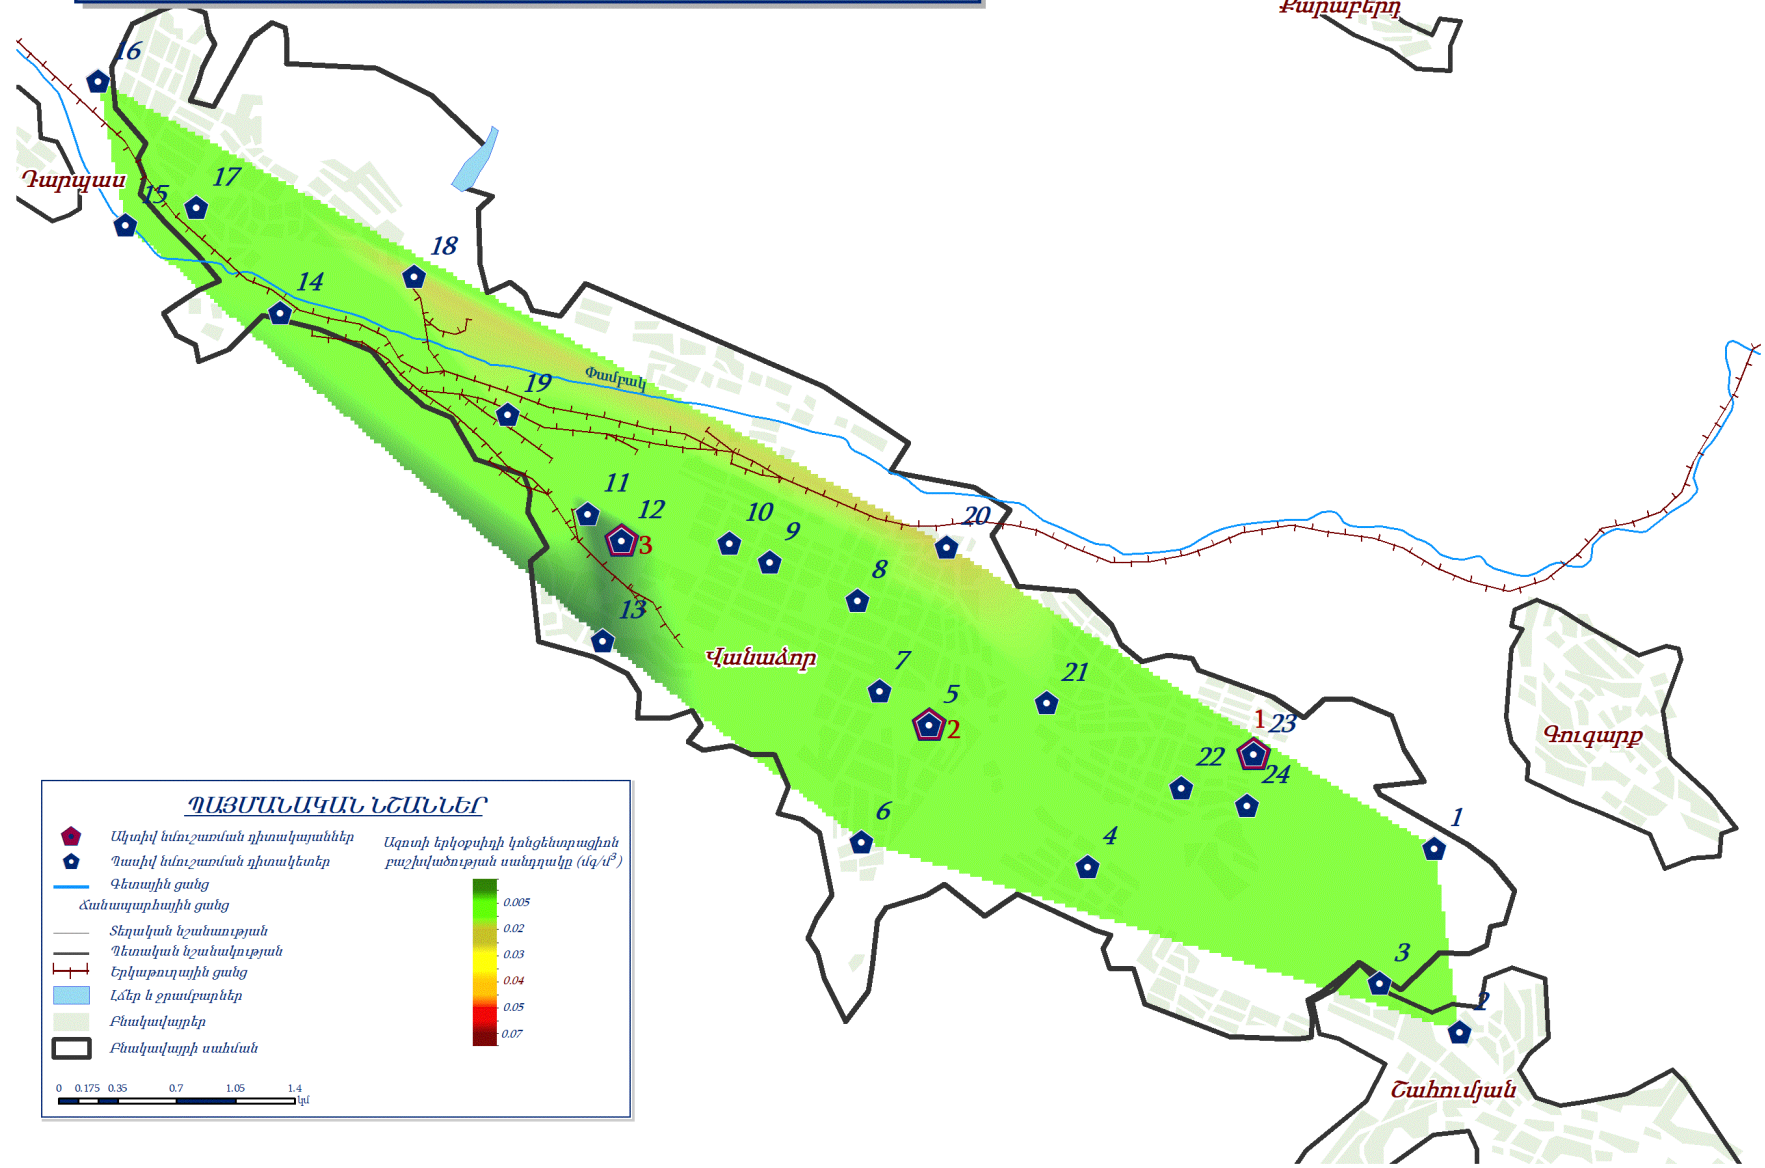 Քարաբերդ
16
Դարպաս
15
17
18
14
Փամբակ
19
11
12
3
10
9
20
8
13
Վանաձոր
7
5
2
21
1
23
22
24
Գուգարք
6
4
1
3
2
Շահումյան
ՊԱՅՄԱՆԱԿԱՆ ՆՇԱՆՆԵՐ
Ակտիվ նմուշառման դիտակայաններ
Պասիվ նմուշառման դիտակետեր
Գետային ցանց
Ճանապարհային ցանց
Տեղական նշանաության
Պետական նշանակության
Երկաթուղային ցանց
Լճեր և ջրամբարներ
Բնակավայրեր
Բնակավայրի սահման
Ազոտի երկօքսիդի կոնցենտրացիոն
բաշխվածության սանդղակը (մգ/մ³)
0.005
0.02
0.03
0.04
0.05
0.07
0 0.175 0.35 0.7 1.05 1.4
կմ